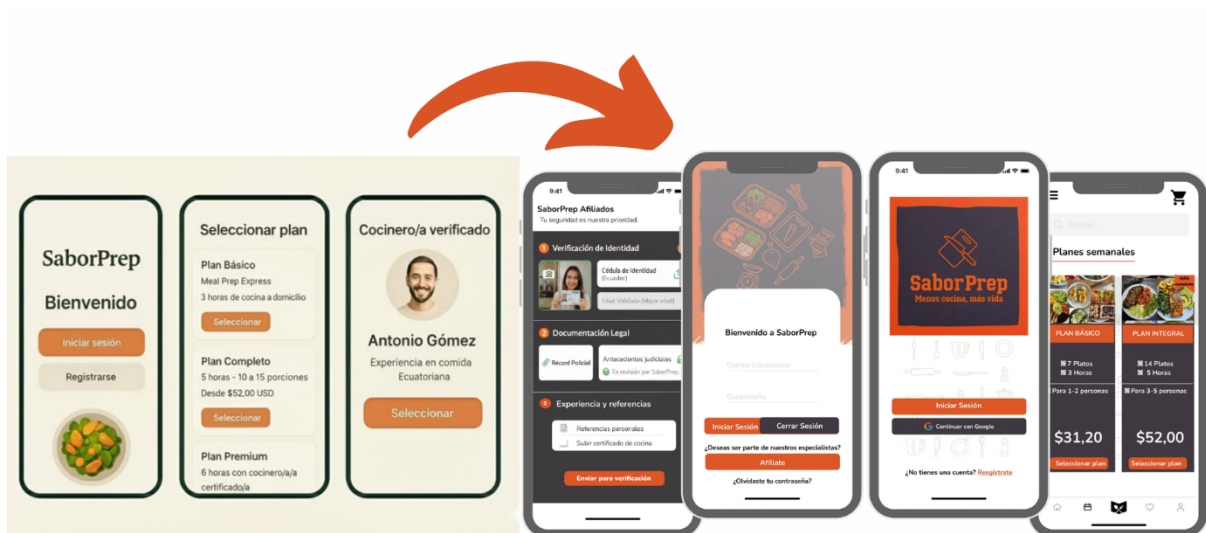 SaborPrep
Bienvenido
Iniciar sesión
Registrarse
Seleccionar plan
Plan Básico
Meal Prep Express
3 horas de cocina a domicilio
Seleccionar
Plan Completo
5 horas - 10 a 15 porciones
Desde $52,00 USD
Seleccionar
Plan Premium
6 horas con cocinero/a/a
certificado/a
Cocinero/a verificado
Antonio Gómez
Experiencia en comida
Ecuatoriana
Seleccionar
9:41
SaborPrep Afiliados
Tu seguridad es nuestra prioridad.
1 Verificación de Identidad
Cédula de Identidad
(Ecuador)
Edad Validada (Mayor edad)
2 Documentación Legal
Récord Policial
Antecedentes judiciales
En revisión por SaborPrep...
3 Experiencia y referencias
Referencias personales
Subir certificado de cocina
Enviar para verificación
Bienvenido a SaborPrep
Correo Electrónico
Contraseña
Iniciar Sesión
Cerrar Sesión
¿Deseas ser parte de nuestros especialistas?
Afíliate
¿Olvidaste tu contraseña?
9:41
SaborPrep
Menos cocina, más vida
Iniciar Sesión
Continuar con Google
¿No tienes una cuenta? Resgístrate
Buscar...
Planes semanales
PLAN BÁSICO
7 Platos
3 Horas
Para 1-2 personas
$31,20
Seleccionar plan
MÁS
PLAN INTEGRAL
14 Platos
5 Horas
Para 3-5 personas
$52,00
Seleccionar plan